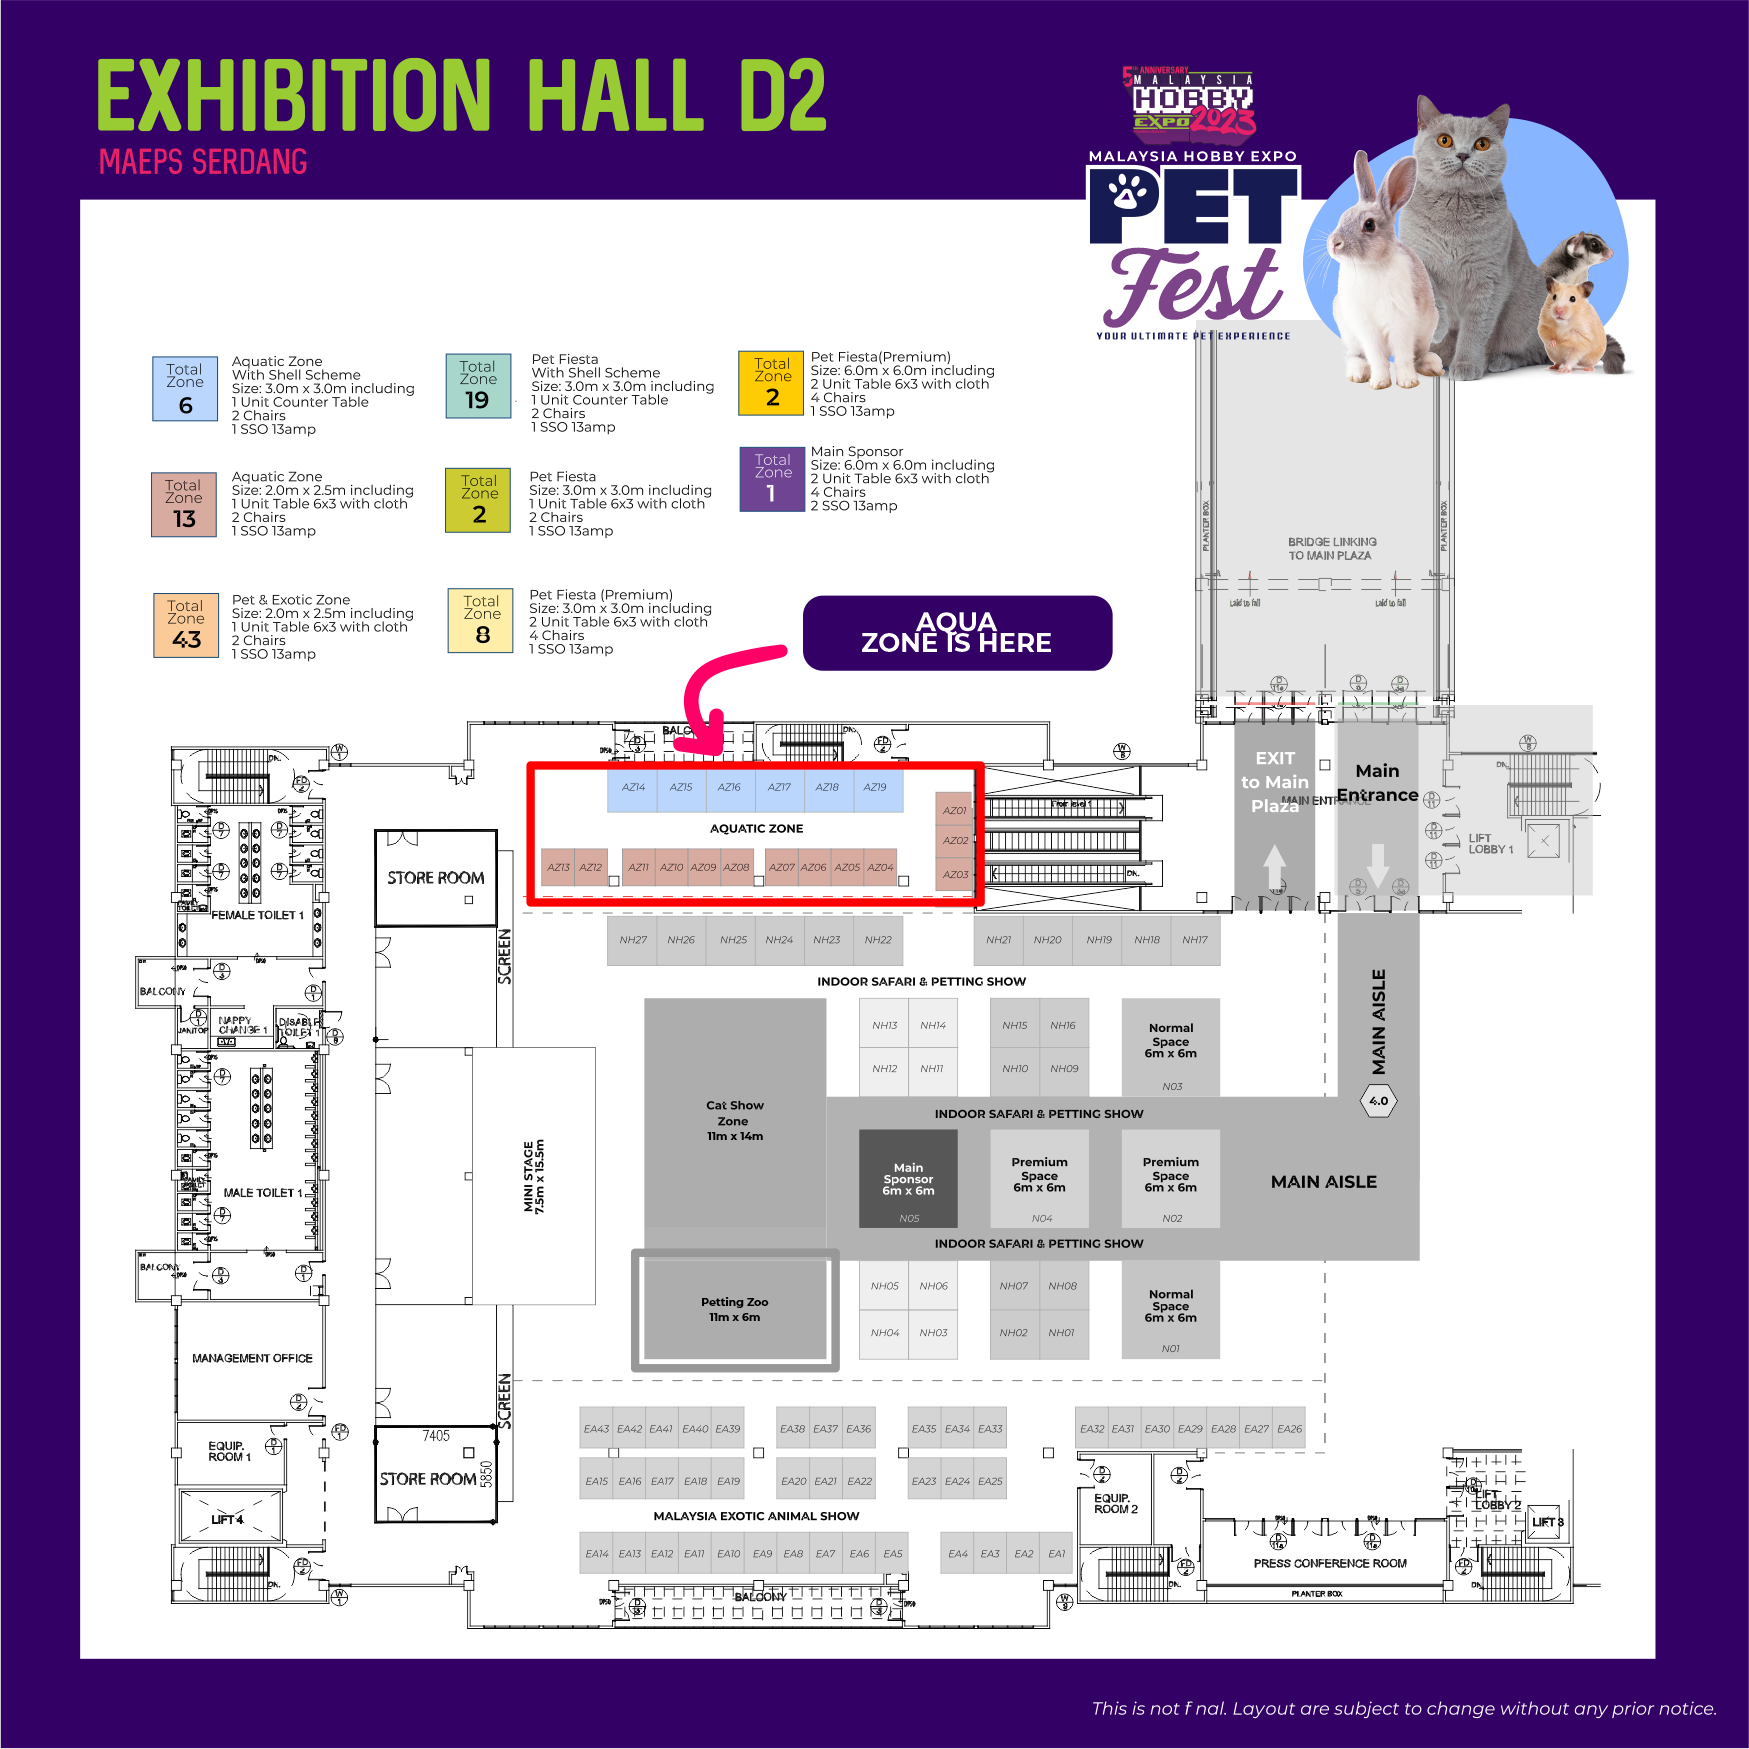 EXHIBITION HALL D2
MAEPS SERDANG
5TH ANNIVERSARY
MALAYSIA
HOBBY
EXPO 2023
MALAYSIA HOBBY EXPO
PET
Fest
YOUR ULTIMATE PET EXPERIENCE
Total
Zone
6
Aquatic Zone
With Shell Scheme
Size: 3.0m x 3.0m including
1 Unit Counter Table
2 Chairs
1 SSO 13amp
Total
Zone
19
Pet Fiesta
With Shell Scheme
Size: 3.0m x 3.0m including
1 Unit Counter Table
2 Chairs
1 SSO 13amp
Total
Zone
2
Pet Fiesta(Premium)
Size: 6.0m x 6.0m including
2 Unit Table 6x3 with cloth
4 Chairs
1 SSO 13amp
Total
Zone
13
Aquatic Zone
Size: 2.0m x 2.5m including
1 Unit Table 6x3 with cloth
2 Chairs
1 SSO 13amp
Total
Zone
2
Pet Fiesta
Size: 3.0m x 3.0m including
1 Unit Table 6x3 with cloth
2 Chairs
1 SSO 13amp
Total
Zone
1
Main Sponsor
Size: 6.0m x 6.0m including
2 Unit Table 6x3 with cloth
4 Chairs
2 SSO 13amp
Total
Zone
43
Pet & Exotic Zone
Size: 2.0m x 2.5m including
1 Unit Table 6x3 with cloth
2 Chairs
1 SSO 13amp
Total
Zone
8
Pet Fiesta (Premium)
Size: 3.0m x 3.0m including
2 Unit Table 6x3 with cloth
4 Chairs
1 SSO 13amp
AQUA
ZONE IS HERE
PLANTER BOX
PLANTER BOX
BRIDGE LINKING
TO MAIN PLAZA
Laid to fall
Laid to fall
EXIT
to Main
Plaza
Main
Entrance
MAIN ENTRANCE
LIFT
LOBBY 1
AZ14 AZ15 AZ16 AZ17 AZ18 AZ19
AQUATIC ZONE
AZ01
AZ02
AZ03
AZ13 AZ12 AZ11 AZ10 AZ09 AZ08 AZ07 AZ06 AZ05 AZ04
STORE ROOM
FEMALE TOILET 1
SCREEN
NH27 NH26 NH25 NH24 NH23 NH22 NH21 NH20 NH19 NH18 NH17
INDOOR SAFARI & PETTING SHOW
BALCONY
JANITOR
NAPPY
CHANGE 1
DISABLE
TOILET 1
NH13 NH14 NH15 NH16
NH12 NH11 NH10 NH09
Normal
Space
6m x 6m
N03
MAIN AISLE
4.0
Cat Show
Zone
11m x 14m
INDOOR SAFARI & PETTING SHOW
Main
Sponsor
6m x 6m
N05
Premium
Space
6m x 6m
N04
Premium
Space
6m x 6m
N02
MAIN AISLE
MINI STAGE
7.5m x 15.5m
MALE TOILET 1
INDOOR SAFARI & PETTING SHOW
BALCONY
Petting Zoo
11m x 6m
NH05 NH06 NH07 NH08
NH04 NH03 NH02 NH01
Normal
Space
6m x 6m
N01
MANAGEMENT OFFICE
SCREEN
EA43 EA42 EA41 EA40 EA39 EA38 EA37 EA36 EA35 EA34 EA33 EA32 EA31 EA30 EA29 EA28 EA27 EA26
EQUIP.
ROOM 1
7405
5850
STORE ROOM
EA15 EA16 EA17 EA18 EA19 EA20 EA21 EA22 EA23 EA24 EA25
MALAYSIA EXOTIC ANIMAL SHOW
LIFT 4
EA14 EA13 EA12 EA11 EA10 EA9 EA8 EA7 EA6 EA5 EA4 EA3 EA2 EA1
EQUIP.
ROOM 2
LIFT
LOBBY 2
LIFT 3
PRESS CONFERENCE ROOM
PLANTER BOX
BALCONY
This is not f nal. Layout are subject to change without any prior notice.